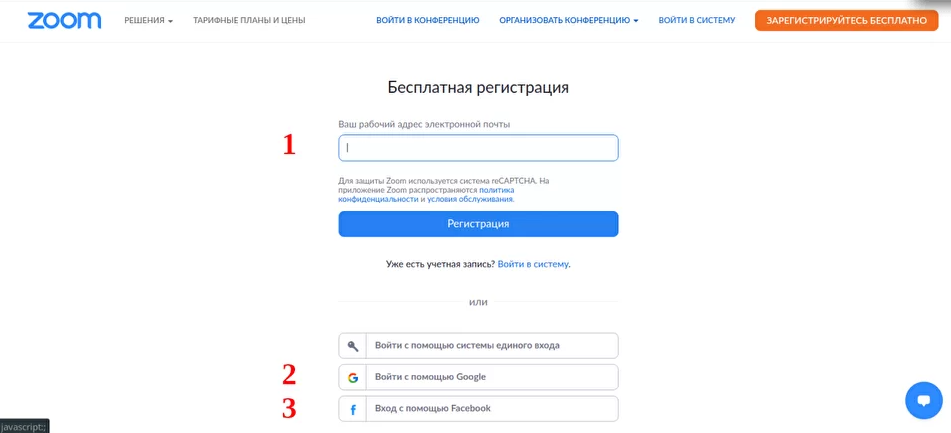 zoom
РЕШЕНИЯ
ТАРИФНЫЕ ПЛАНЫ И ЦЕНЫ
ВОЙТИ В КОНФЕРЕНЦИЮ
ОРГАНИЗОВАТЬ КОНФЕРЕНЦИЮ
ВОЙТИ В СИСТЕМУ
ЗАРЕГИСТРИРУЙТЕСЬ БЕСПЛАТНО
Бесплатная регистрация
Ваш рабочий адрес электронной почты
1
Для защиты Zoom используется система reCAPTCHA. На
приложение Zoom распространяются политика
конфиденциальности и условия обслуживания.
Регистрация
Уже есть учетная запись? Войти в систему.
или
Войти с помощью системы единого входа
2
Войти с помощью Google
3
Вход с помощью Facebook
javascript:;